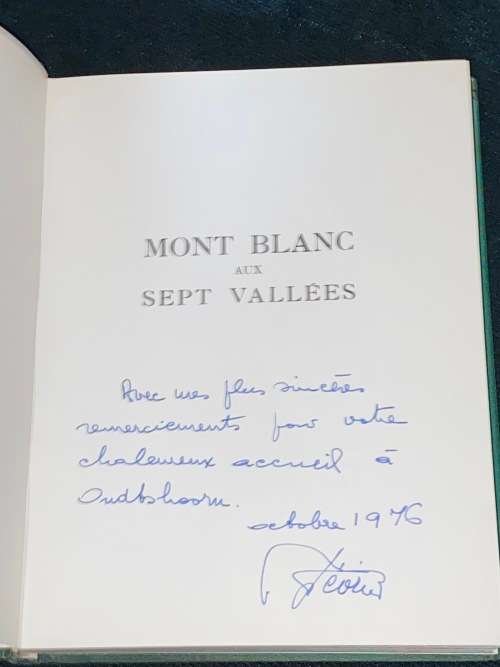 MONT BLANC
AUX
SEPT VALLÉES
Avec mes plus sincères
remerciements pour votre
chaleureux accueil à
Oudtshoorn.
octobre 1976